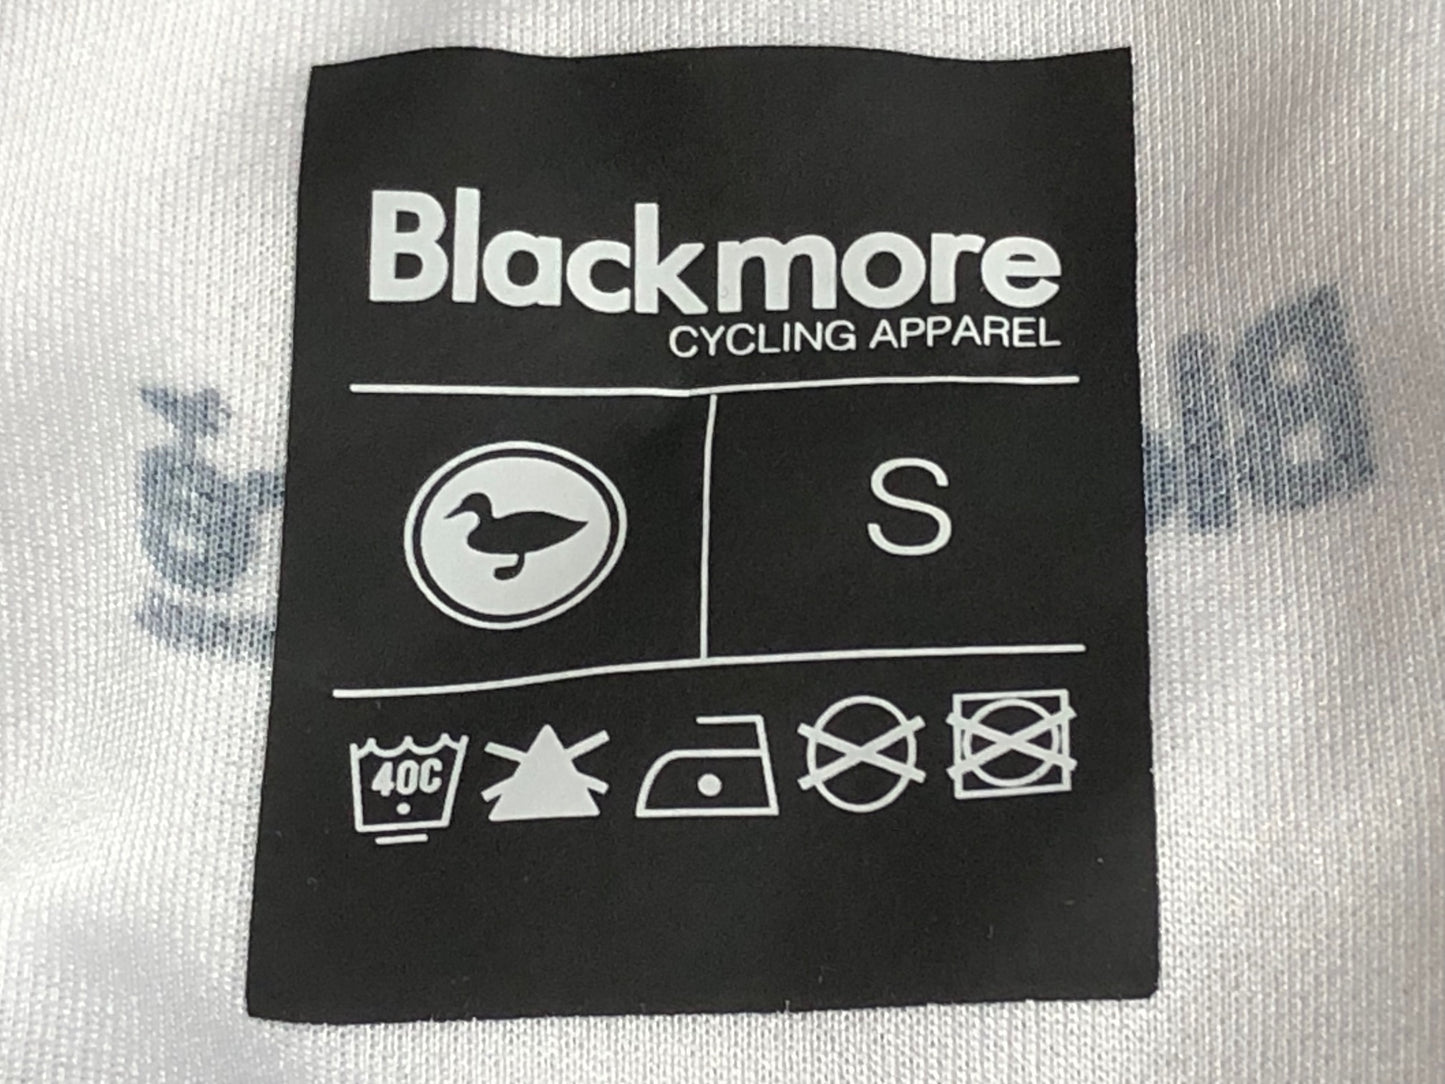 Blackmore
CYCLING APPAREL
S
40C